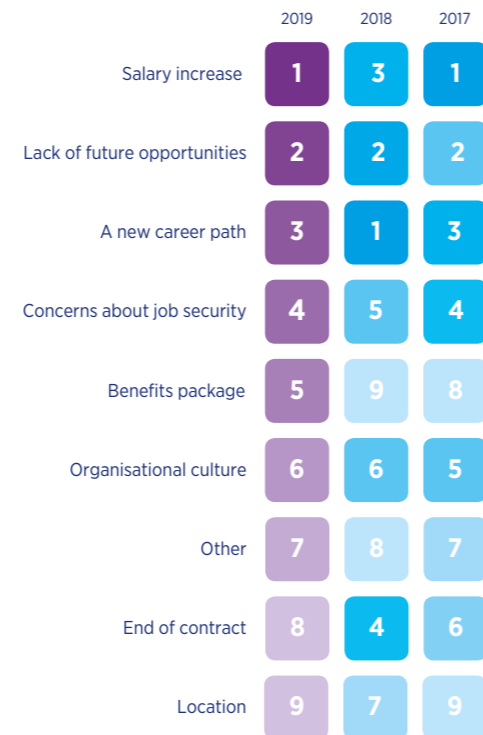 2019 2018 2017
Salary increase 1 3 1
Lack of future opportunities 2 2 2
A new career path 3 1 3
Concerns about job security 4 5 4
Benefits package 5 9 8
Organisational culture 6 6 5
Other 7 8 7
End of contract 8 4 6
Location 9 7 9